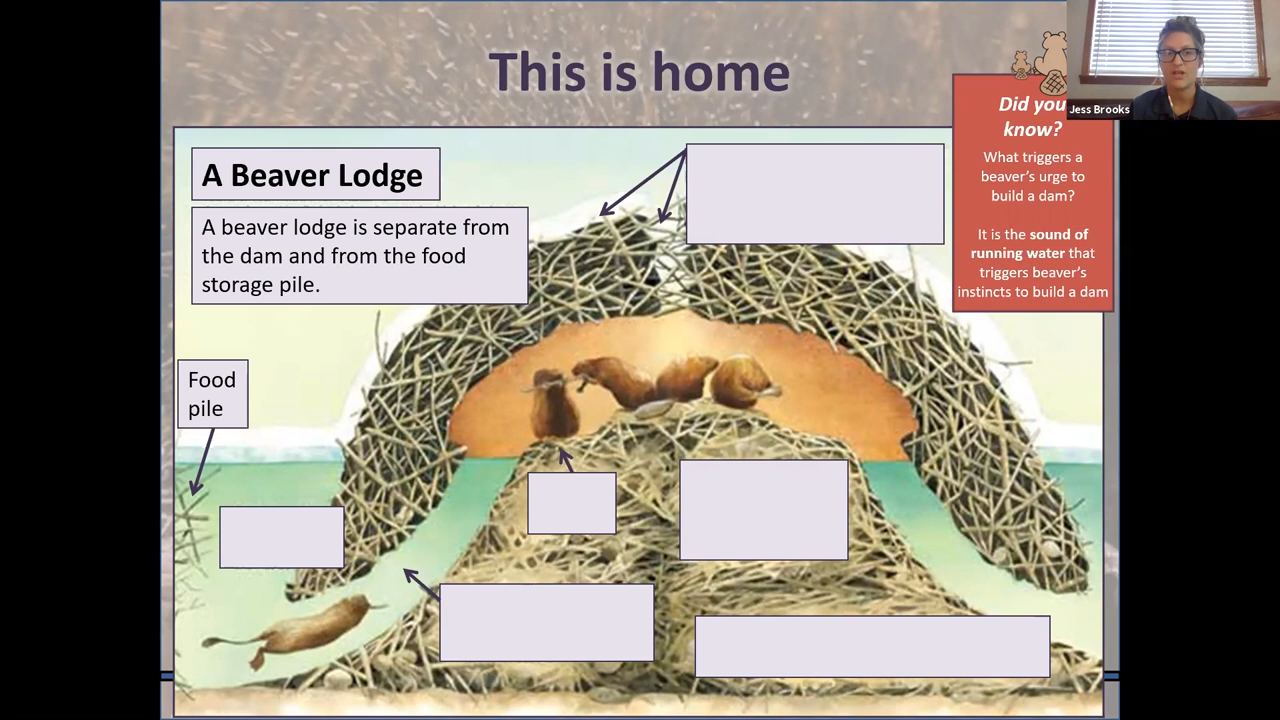 This is home
Jess Brooks
Did you
know?
What triggers a
beaver's urge to
build a dam?
It is the sound of
running water that
triggers beaver's
instincts to build a dam
A Beaver Lodge
A beaver lodge is separate from
the dam and from the food
storage pile.
Food
pile